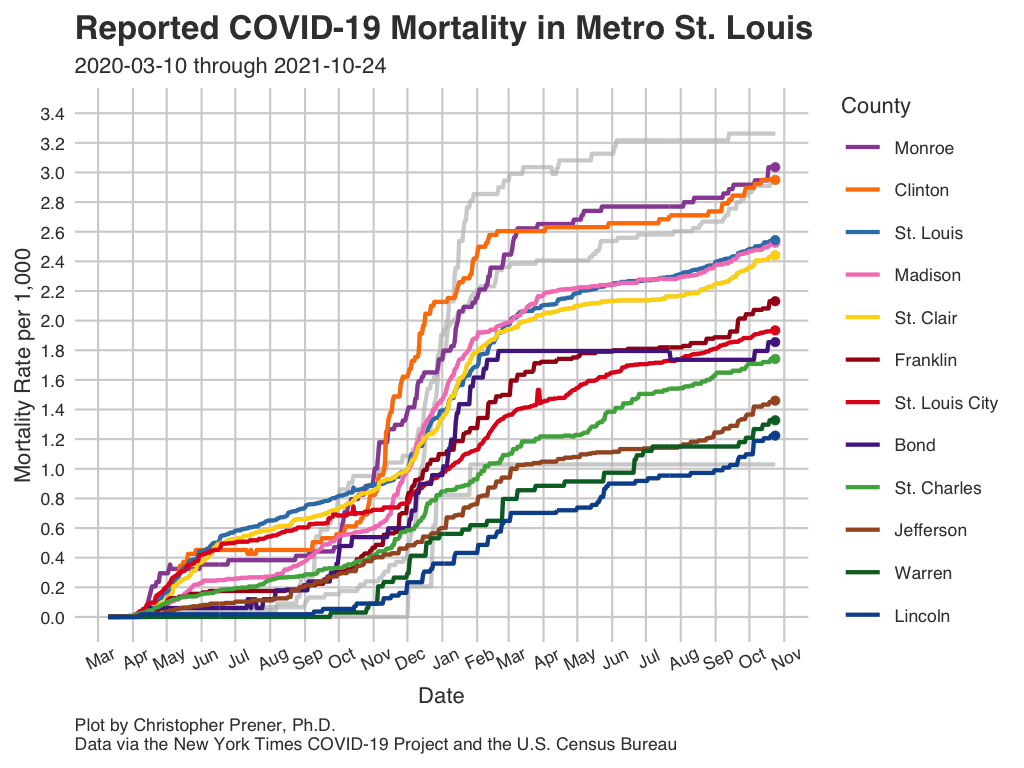 Reported COVID-19 Mortality in Metro St. Louis
2020-03-10 through 2021-10-24
Mortality Rate per 1,000
3.4
3.2
3.0
2.8
2.6
2.4
2.2
2.0
1.8
1.6
1.4
1.2
1.0
0.8
0.6
0.4
0.2
0.0
Mar Apr May Jun Jul Aug Sep Oct Nov Dec Jan Feb Mar Apr May Jun Jul Aug Sep Oct Nov
Date
County
Monroe
Clinton
St. Louis
Madison
St. Clair
Franklin
St. Louis City
Bond
St. Charles
Jefferson
Warren
Lincoln
Plot by Christopher Prener, Ph.D.
Data via the New York Times COVID-19 Project and the U.S. Census Bureau